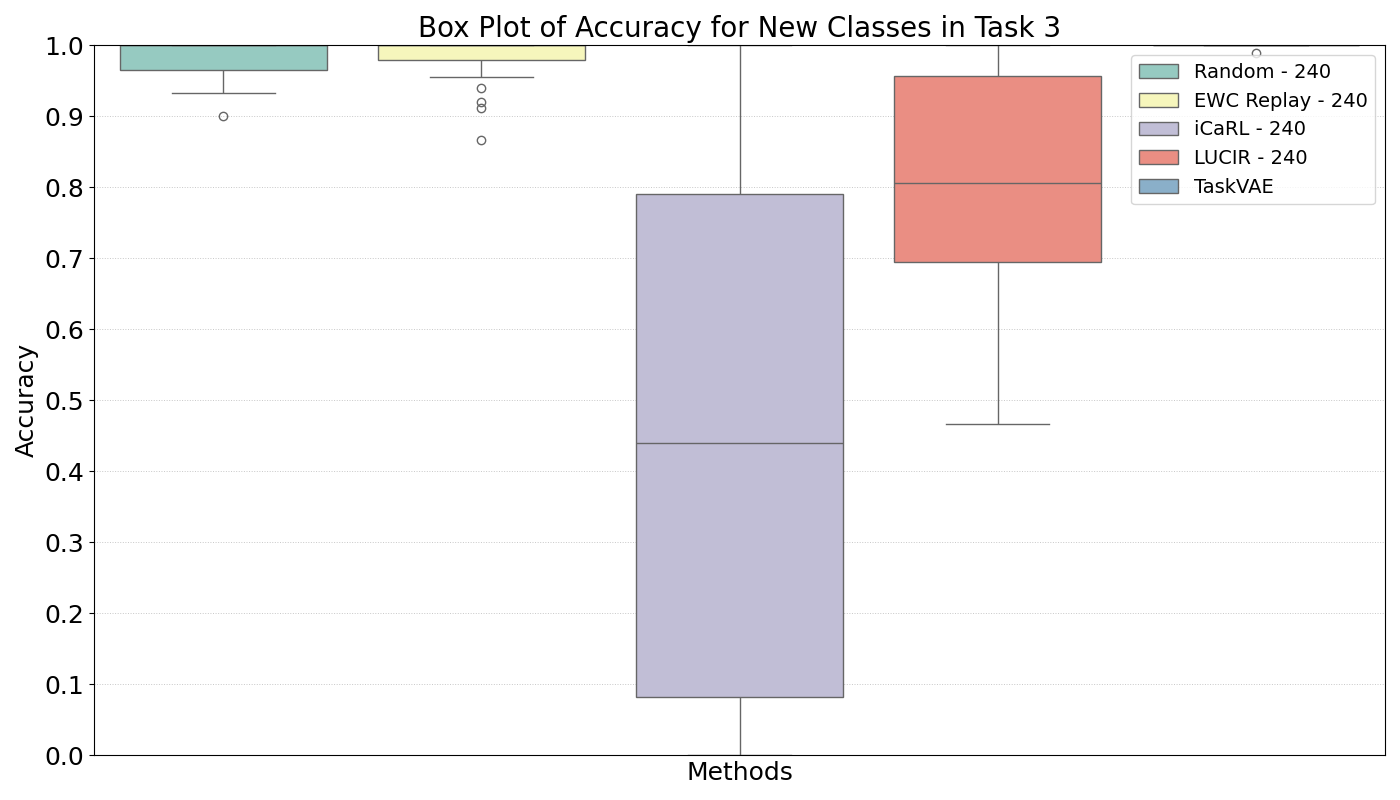 Box Plot of Accuracy for New Classes in Task 3
1.0
0.9
0.8
0.7
0.6
0.5
0.4
0.3
0.2
0.1
0.0
Accuracy
Methods
Random - 240
EWC Replay - 240
iCaRL - 240
LUCIR - 240
TaskVAE